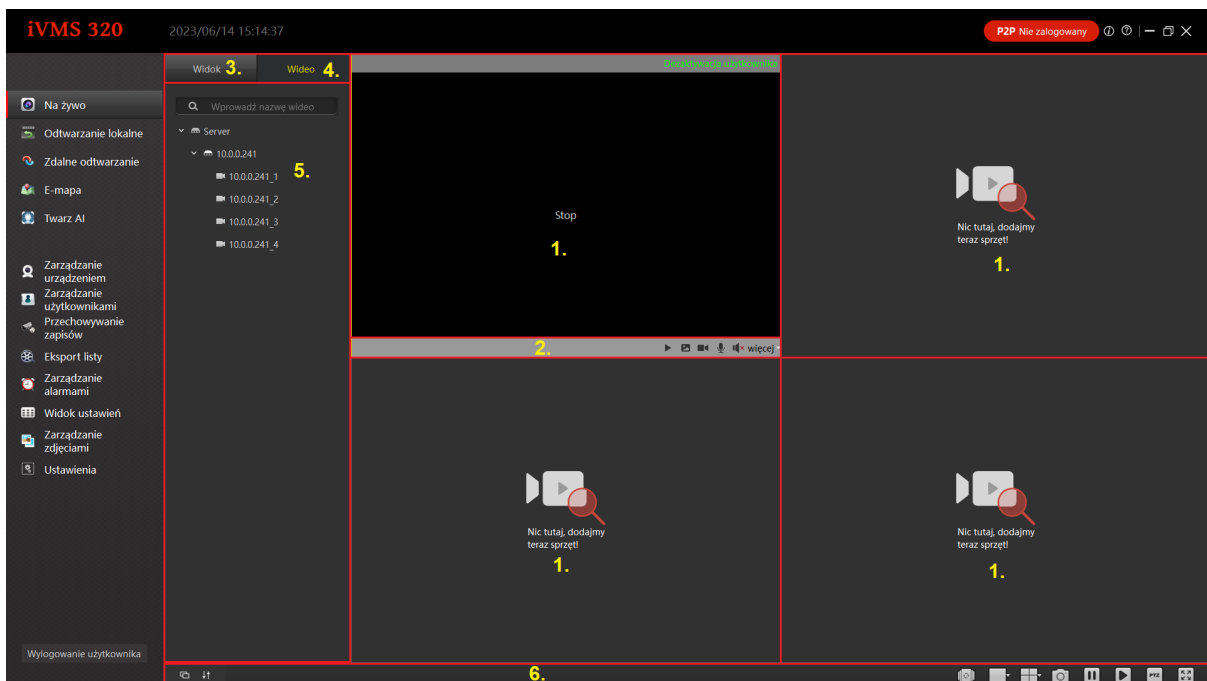 iVMS 320
2023/06/14 15:14:37
P2P Nie zalogowany
Widok 3.
Wideo 4.
Dezaktywacja użytkownika
Na żywo
Odtwarzanie lokalne
Zdalne odtwarzanie
E-mapa
Twarz AI
Zarządzanie
urządzeniem
Zarządzanie
użytkownikami
Przechowywanie
zapisów
Eksport listy
Zarządzanie
alarmami
Widok ustawień
Zarządzanie
zdjęciami
Ustawienia
Wylogowanie użytkownika
Wprowadź nazwę wideo
Server
10.0.0.241
5.
10.0.0.241_1
10.0.0.241_2
10.0.0.241_3
10.0.0.241_4
Stop
1.
2.
więcej
Nic tutaj, dodajmy
teraz sprzęt!
1.
Nic tutaj, dodajmy
teraz sprzęt!
1.
Nic tutaj, dodajmy
teraz sprzęt!
1.
6.
PTZ